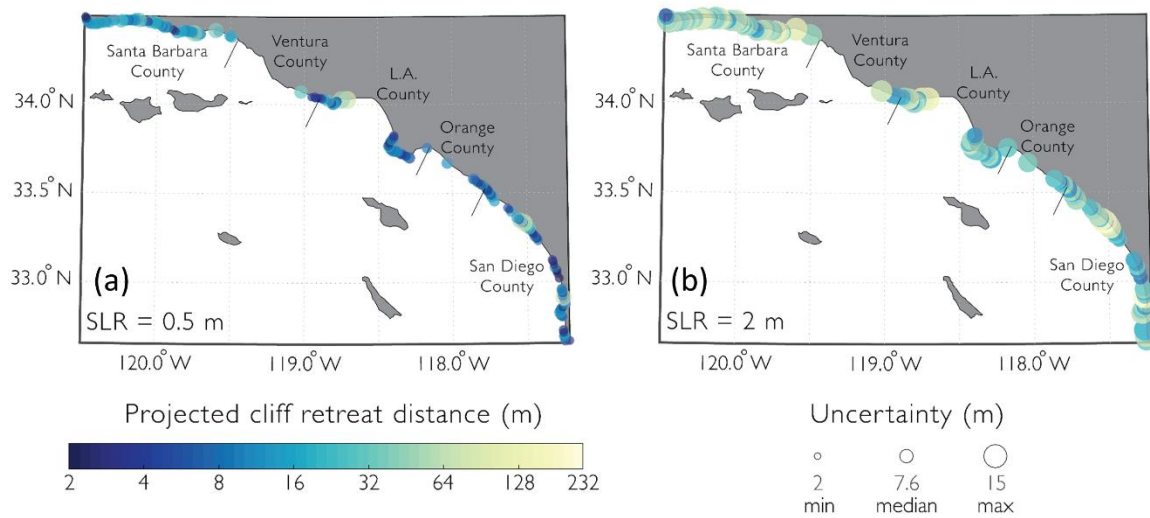 Santa Barbara
County
Ventura
County
L.A.
County
Orange
County
San Diego
County
34.0°N
33.5°N
33.0°N
(a)
SLR = 0.5 m
120.0°W 119.0°W 118.0°W
Santa Barbara
County
Ventura
County
L.A.
County
Orange
County
San Diego
County
34.0°N
33.5°N
33.0°N
(b)
SLR = 2 m
120.0°W 119.0°W 118.0°W
Projected cliff retreat distance (m)
2 4 8 16 32 64 128 232
Uncertainty (m)
2 7.6 15
min median max